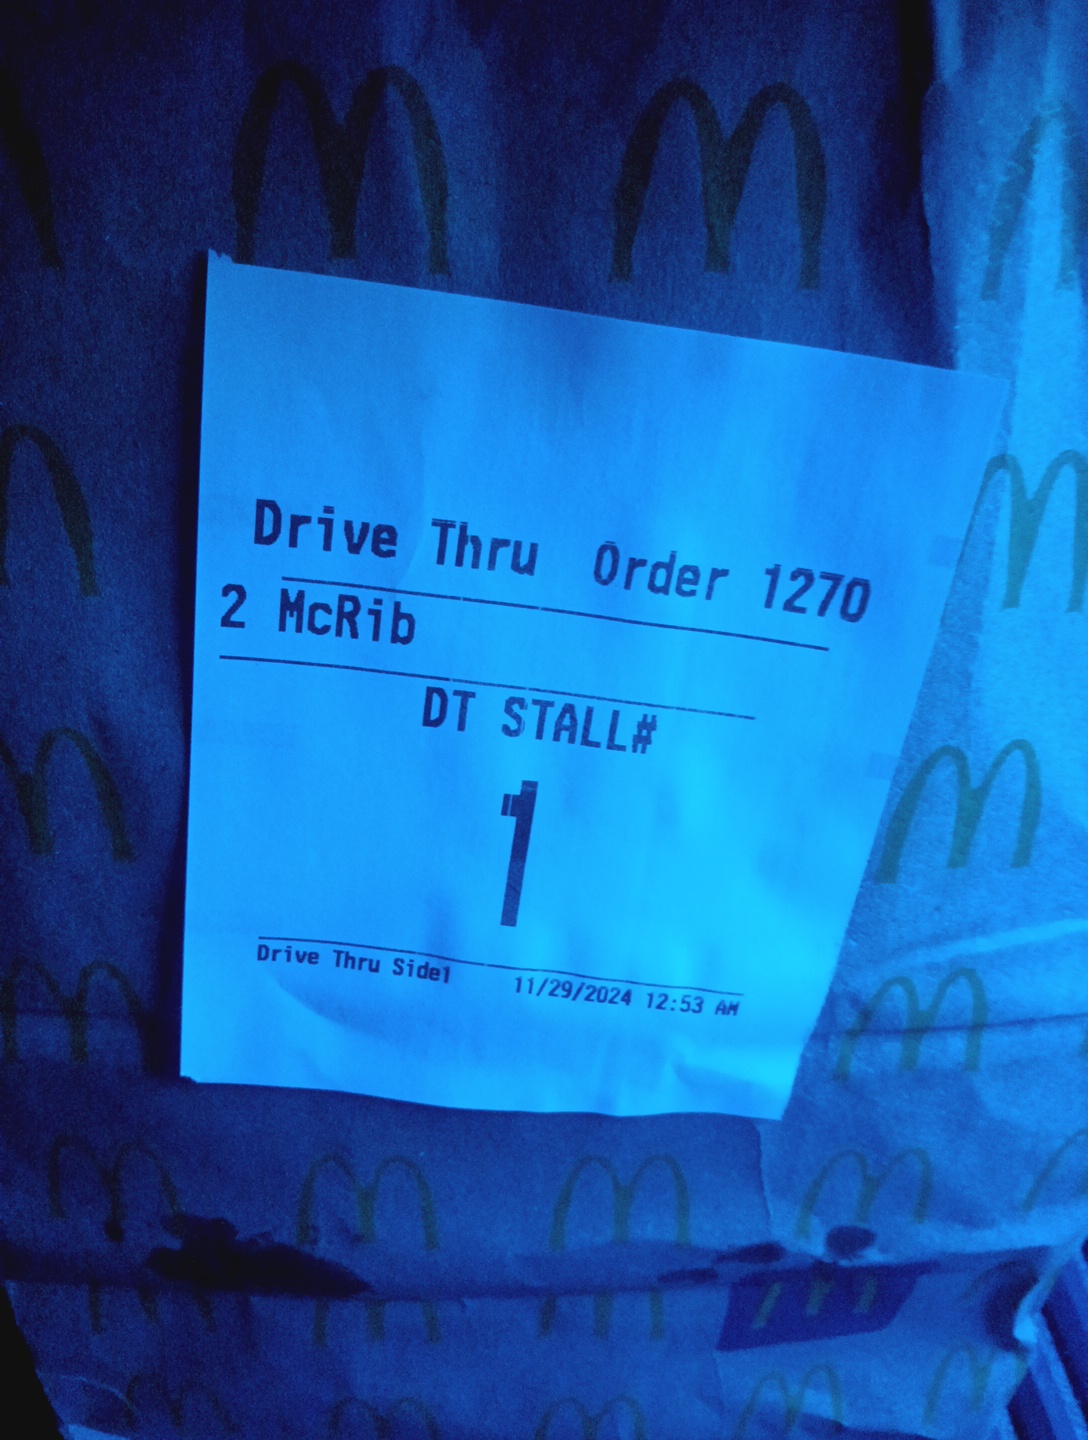 Drive Thru Order 1270
2 McRib
DT STALL#
1
Drive Thru Side1 11/29/2024 12:53 AM